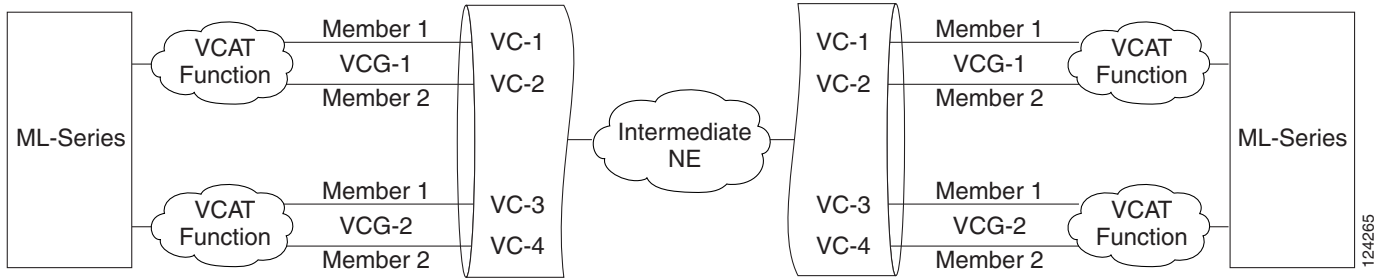 ML-Series
VCAT
Function
Member 1
VCG-1
Member 2
VC-1
VC-2
VCAT
Function
Member 1
VCG-2
Member 2
VC-3
VC-4
Intermediate
NE
VC-1
VC-2
Member 1
VCG-1
Member 2
VCAT
Function
VC-3
VC-4
Member 1
VCG-2
Member 2
VCAT
Function
ML-Series
124265